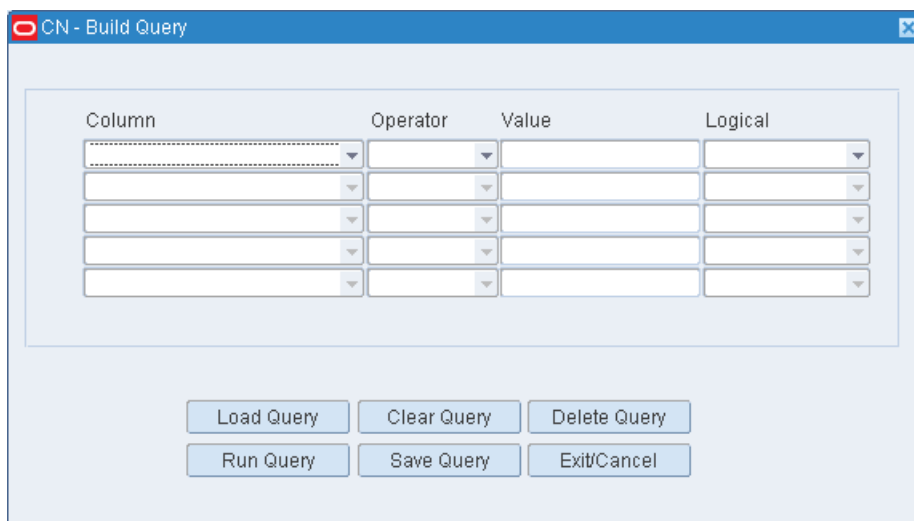 CN - Build Query
Column Operator Value Logical
Load Query Clear Query Delete Query
Run Query Save Query Exit/Cancel